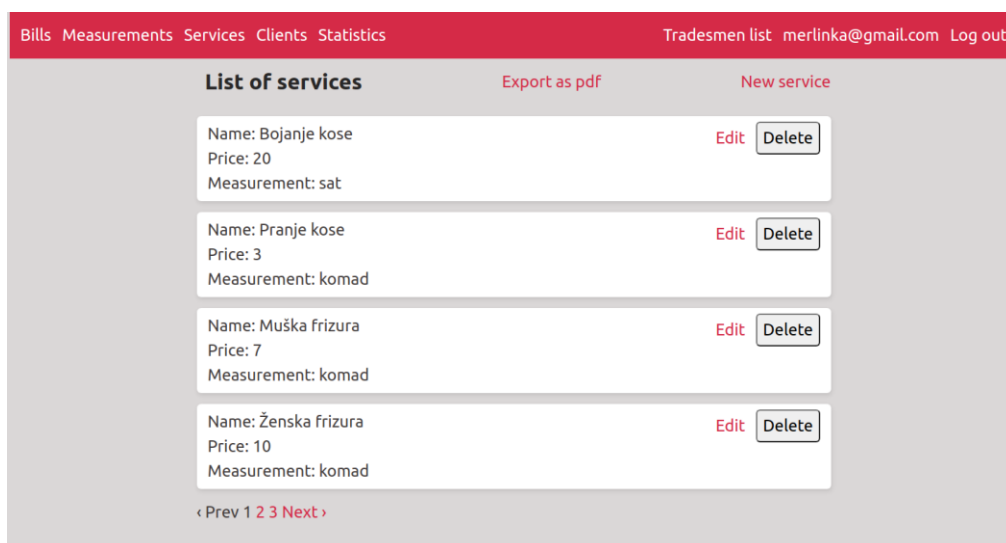 Bills Measurements Services Clients Statistics Tradesmen list merlinka@gmail.com Log out
List of services Export as pdf New service
Name: Bojanje kose Edit Delete
Price: 20
Measurement: sat
Name: Pranje kose Edit Delete
Price: 3
Measurement: komad
Name: Muška frizura Edit Delete
Price: 7
Measurement: komad
Name: Ženska frizura Edit Delete
Price: 10
Measurement: komad
‹ Prev 1 2 3 Next ›